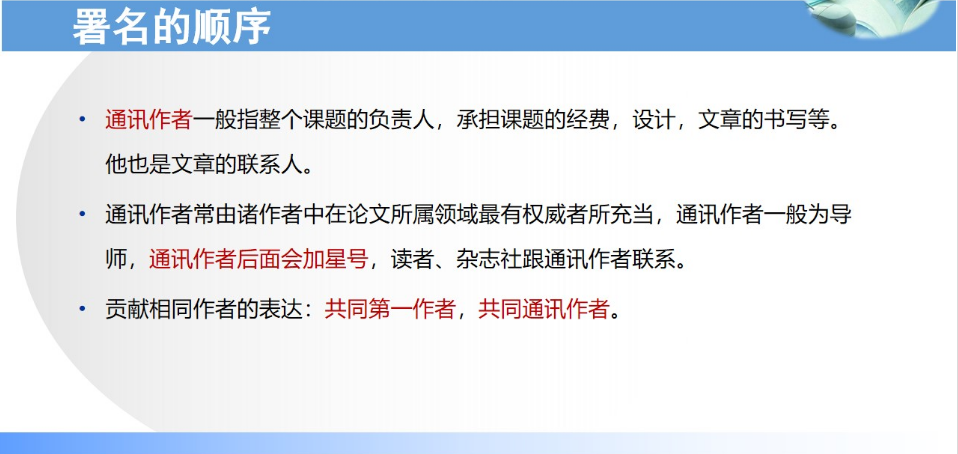 署名的顺序
• 通讯作者一般指整个课题的负责人，承担课题的经费，设计，文章的书写等。
他也是文章的联系人。
• 通讯作者常由诸作者中在论文所属领域最有权威者所充当，通讯作者一般为导
师，通讯作者后面会加星号，读者、杂志社跟通讯作者联系。
• 贡献相同作者的表达：共同第一作者，共同通讯作者。